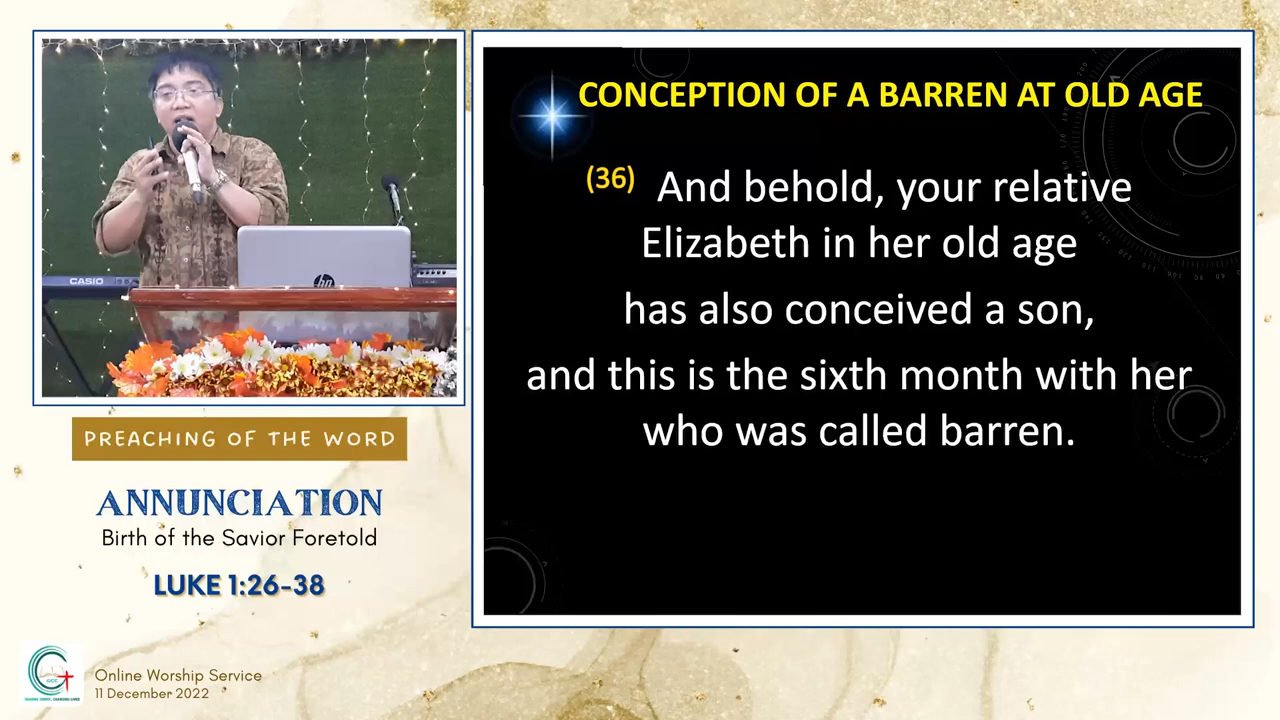 CASIO
hp
PREACHING OF THE WORD
ANNUNCIATION
Birth of the Savior Foretold
LUKE 1:26-38
Online Worship Service
11 December 2022
CONCEPTION OF A BARREN AT OLD AGE
(36) And behold, your relative
Elizabeth in her old age
has also conceived a son,
and this is the sixth month with her
who was called barren.